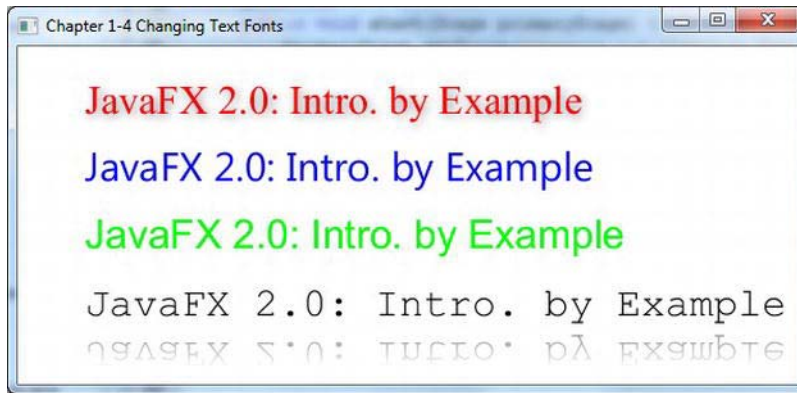 Chapter 1-4 Changing Text Fonts
JavaFX 2.0: Intro. by Example
JavaFX 2.0: Intro. by Example
JavaFX 2.0: Intro. by Example
JavaFX 2.0: Intro. by Example